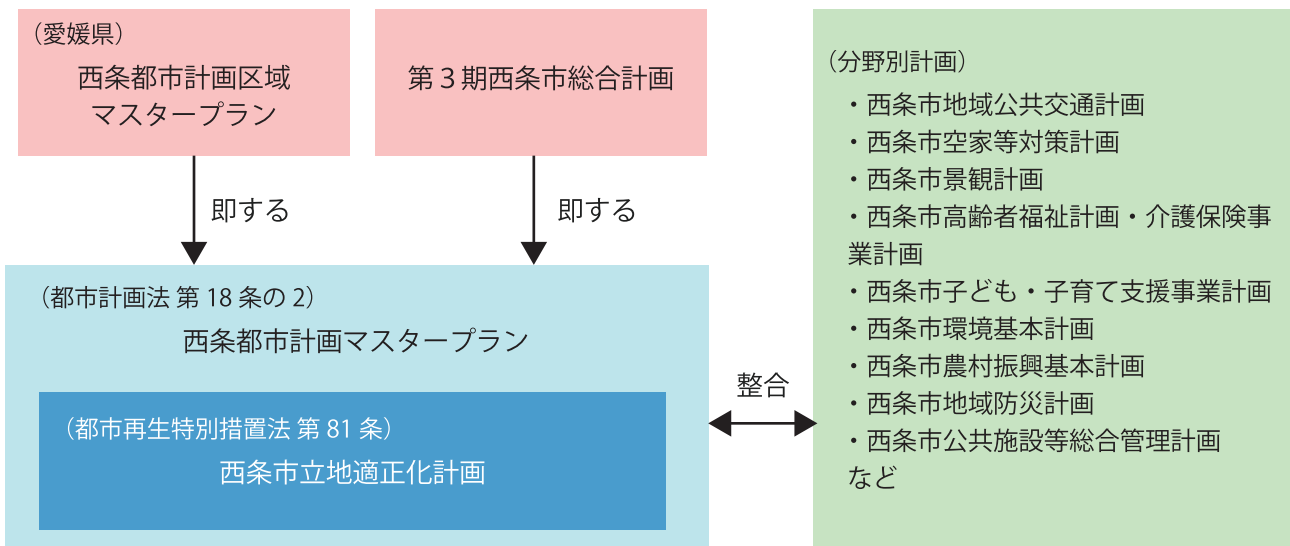 （愛媛県）
西条都市計画区域
マスタープラン
第３期西条市総合計画
即する
即する
（都市計画法 第 18 条の 2）
西条都市計画マスタープラン
（都市再生特別措置法 第 81 条）
西条市立地適正化計画
整合
（分野別計画）
・西条市地域公共交通計画
・西条市空家等対策計画
・西条市景観計画
・西条市高齢者福祉計画・介護保険事
業計画
・西条市子ども・子育て支援事業計画
・西条市環境基本計画
・西条市農村振興基本計画
・西条市地域防災計画
・西条市公共施設等総合管理計画
など